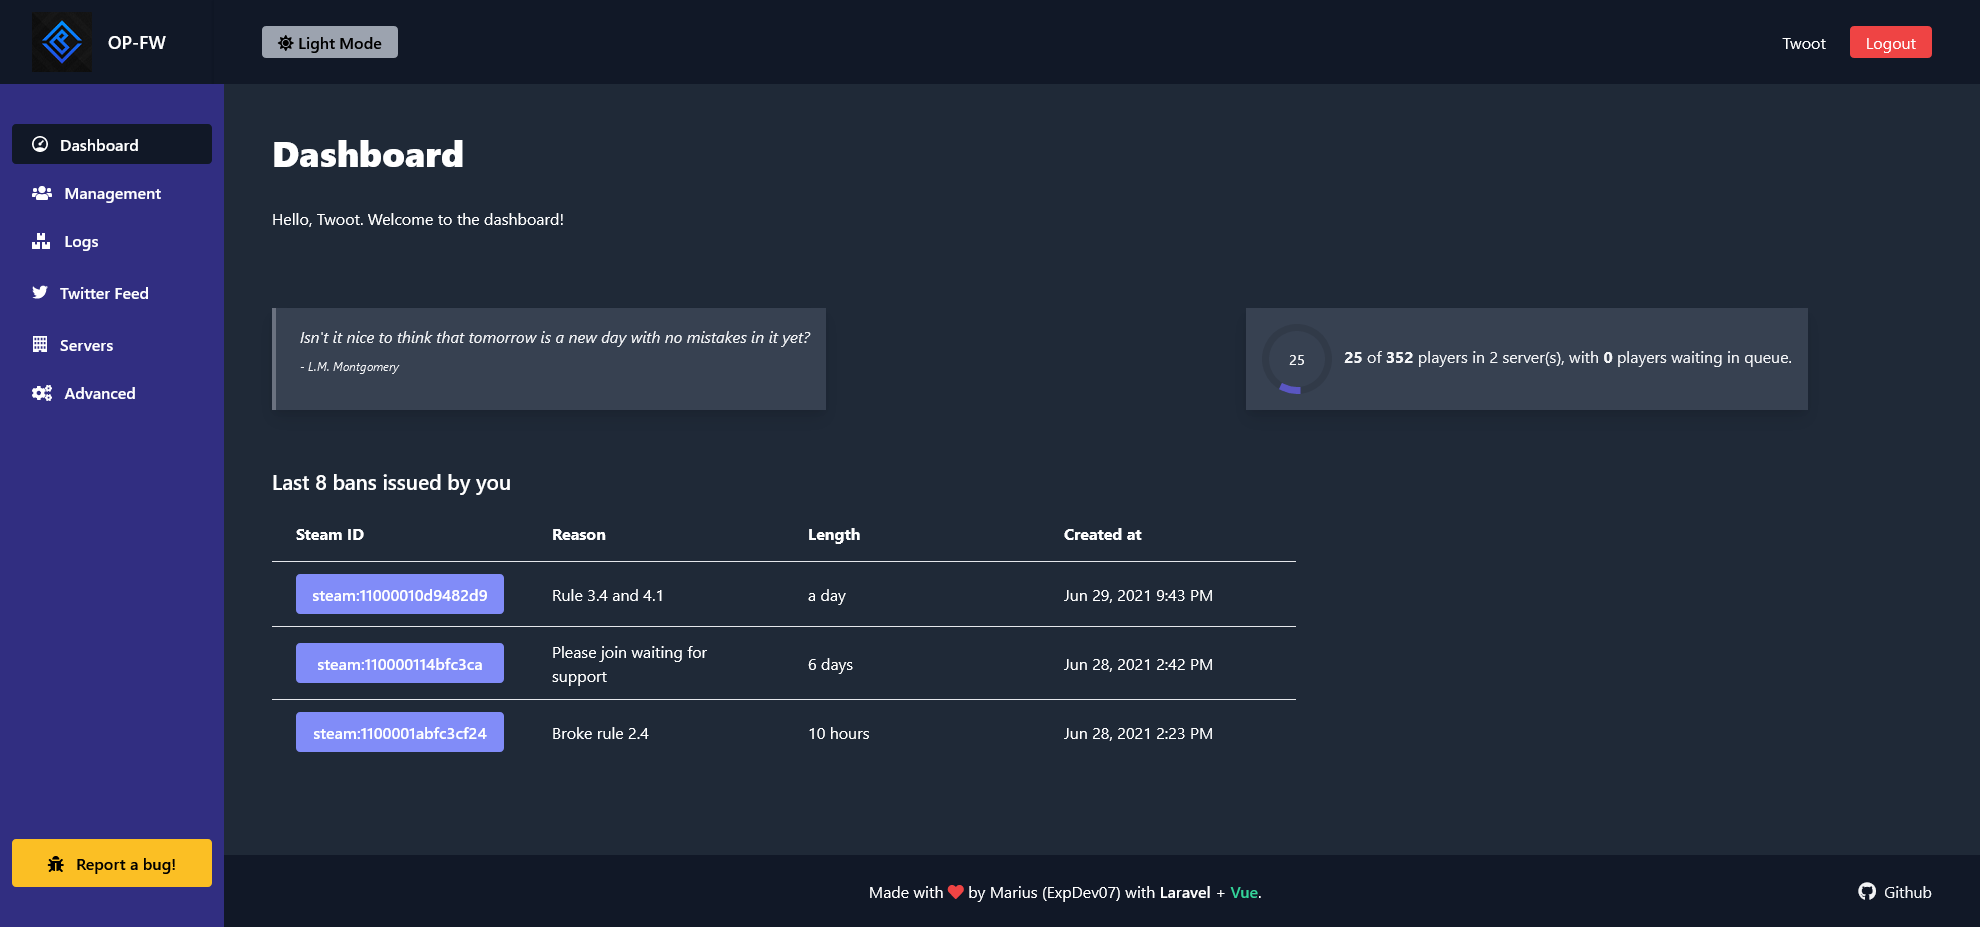 OP-FW
Light Mode
Twoot
Logout
Dashboard
Management
Logs
Twitter Feed
Servers
Advanced
Report a bug!
Dashboard
Hello, Twoot. Welcome to the dashboard!
Isn't it nice to think that tomorrow is a new day with no mistakes in it yet?
- L.M. Montgomery
25
25 of 352 players in 2 server(s), with 0 players waiting in queue.
Last 8 bans issued by you
Steam ID Reason Length Created at
steam:11000010d9482d9 Rule 3.4 and 4.1 a day Jun 29, 2021 9:43 PM
steam:110000114bfc3ca Please join waiting for support 6 days Jun 28, 2021 2:42 PM
steam:1100001abfc3cf24 Broke rule 2.4 10 hours Jun 28, 2021 2:23 PM
Made with ❤ by Marius (ExpDev07) with Laravel + Vue.
Github